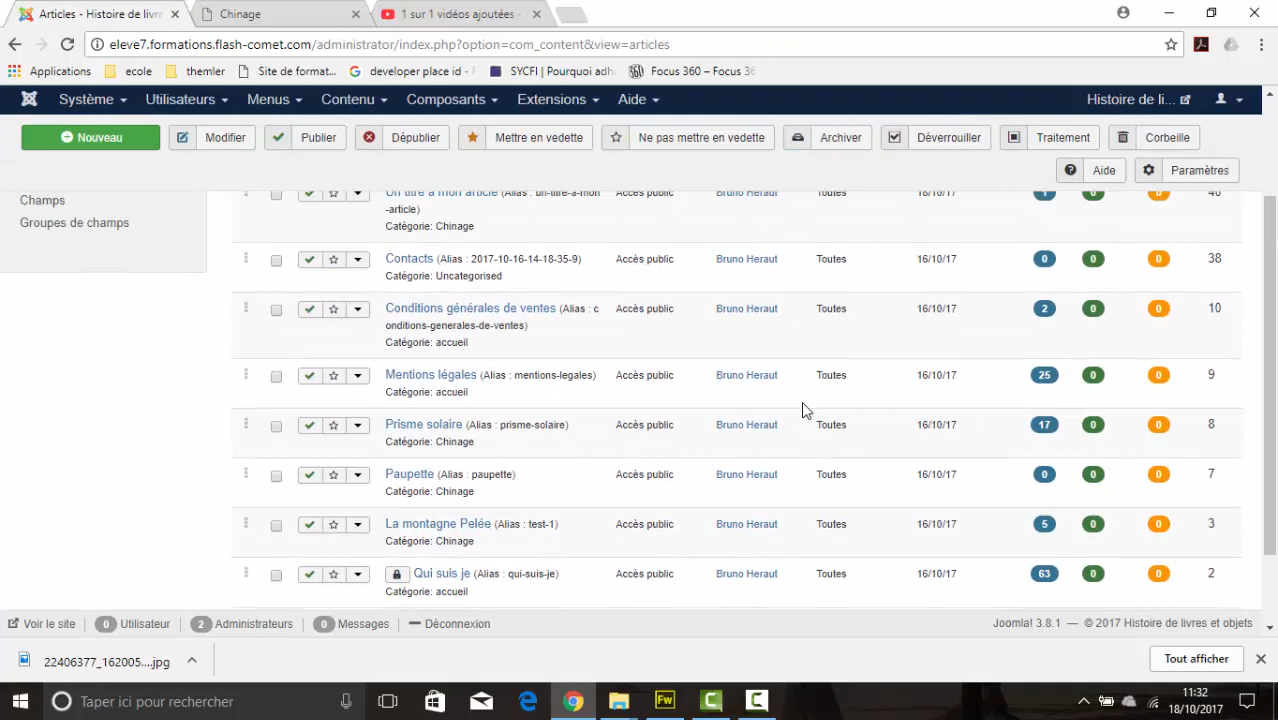 Articles - Histoire de livr
Chinage
1 sur 1 vidéos ajoutées -
eleve7.formations.flash-comet.com/administrator/index.php?option=com_content&view=articles
Applications
ecole
themler
Site de format...
developer place id -
SYCFI | Pourquoi adh
Focus 360 – Focus 36
Système
Utilisateurs
Menus
Contenu
Composants
Extensions
Aide
Histoire de li...
Nouveau
Modifier
Publier
Dépublier
Mettre en vedette
Ne pas mettre en vedette
Archiver
Déverrouiller
Traitement
Corbeille
Aide
Paramètres
Champs
Groupes de champs
Un titre a mon article (Alias : un-titre-a-mon
-article)
Catégorie: Chinage
Accès public Bruno Heraut Toutes 18/10/17 1 0 0 40
Contacts (Alias : 2017-10-16-14-18-35-9)
Catégorie: Uncategorised
Accès public Bruno Heraut Toutes 16/10/17 0 0 0 38
Conditions générales de ventes (Alias : c
onditions-generales-de-ventes)
Catégorie: accueil
Accès public Bruno Heraut Toutes 16/10/17 2 0 0 10
Mentions légales (Alias : mentions-legales)
Catégorie: accueil
Accès public Bruno Heraut Toutes 16/10/17 25 0 0 9
Prisme solaire (Alias : prisme-solaire)
Catégorie: Chinage
Accès public Bruno Heraut Toutes 16/10/17 17 0 0 8
Paupette (Alias : paupette)
Catégorie: Chinage
Accès public Bruno Heraut Toutes 16/10/17 0 0 0 7
La montagne Pelée (Alias : test-1)
Catégorie: Chinage
Accès public Bruno Heraut Toutes 16/10/17 5 0 0 3
Qui suis je (Alias : qui-suis-je)
Catégorie: accueil
Accès public Bruno Heraut Toutes 16/10/17 63 0 0 2
Voir le site
0 Utilisateur
2 Administrateurs
0 Messages
Déconnexion
Joomla! 3.8.1 — © 2017 Histoire de livres et objets
22406377_162005....jpg
Tout afficher
Taper ici pour rechercher
Fw
11:32
18/10/2017